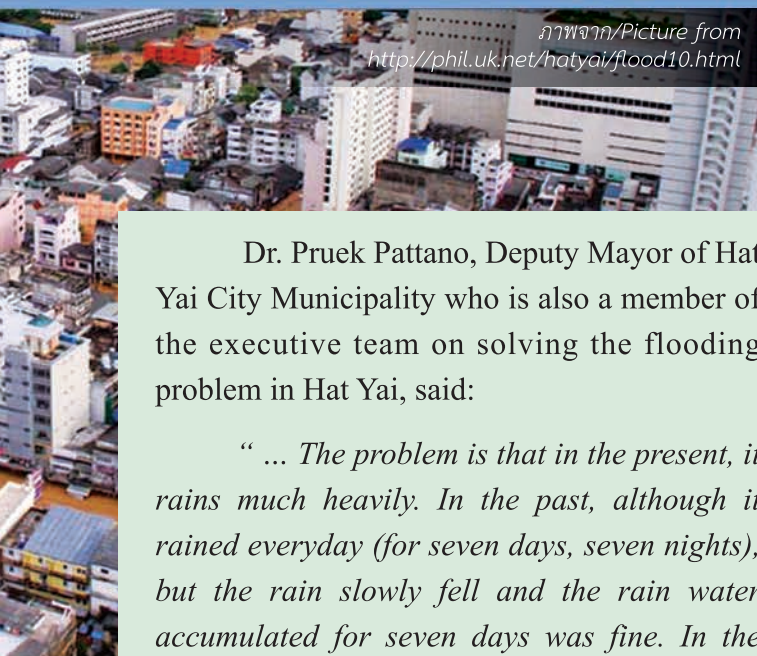 ภาพจาก/Picture from
http://phil.uk.net/hatyai/flood10.html
Dr. Pruek Pattano, Deputy Mayor of Hat
Yai City Municipality who is also a member of
the executive team on solving the flooding
problem in Hat Yai, said:
“ ... The problem is that in the present, it
rains much heavily. In the past, although it
rained everyday (for seven days, seven nights),
but the rain slowly fell and the rain water
accumulated for seven days was fine. In the